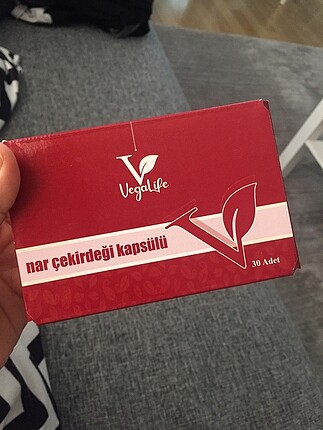 VegaLife
nar çekirdeği kapsülü
30 Adet